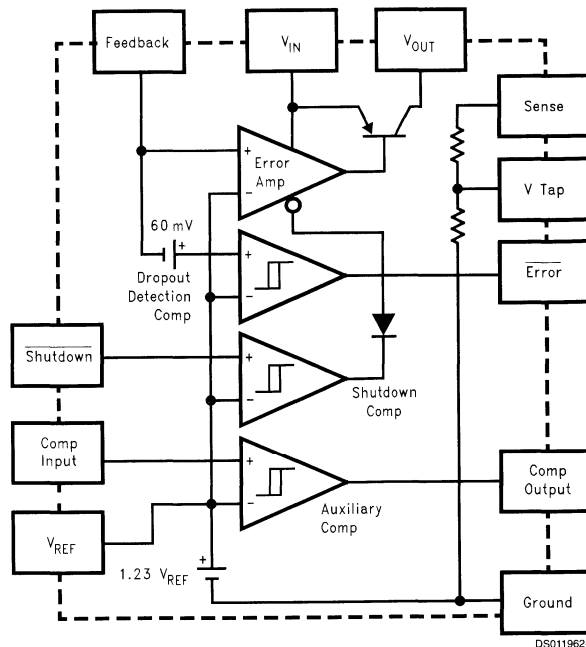 Feedback
V_IN
V_OUT
Sense
+
Error
Amp
−
V Tap
60 mV
+
Dropout
Detection
Comp
+
−
Error
Shutdown
+
−
Shutdown
Comp
Comp
Input
+
−
Auxiliary
Comp
Comp
Output
V_REF
+
1.23 V_REF
Ground
DS011962